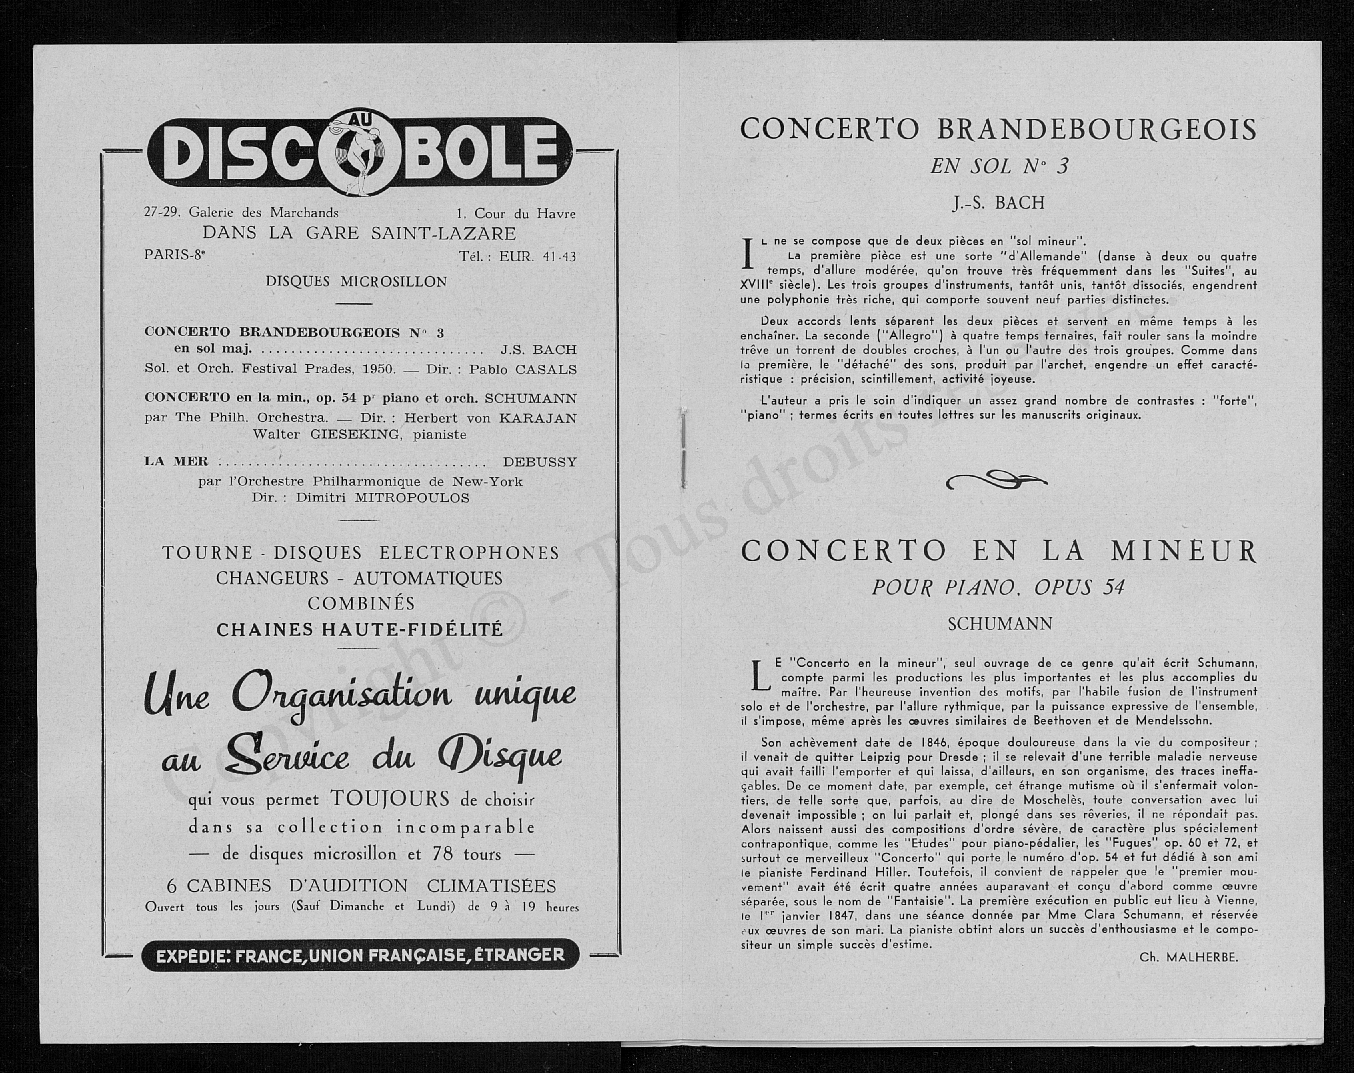 AU
DISCOBOLE
27-29, Galerie des Marchands 1, Cour du Havre
DANS LA GARE SAINT-LAZARE
PARIS-8e Tél. : EUR. 41-43
DISQUES MICROSILLON
CONCERTO BRANDEBOURGEOIS No 3
en sol maj. .............................. J.S. BACH
Sol. et Orch. Festival Prades, 1950. — Dir. : Pablo CASALS
CONCERTO en la min., op. 54 pr piano et orch. SCHUMANN
par The Philh. Orchestra. — Dir. : Herbert von KARAJAN
Walter GIESEKING, pianiste
LA MER .................................... DEBUSSY
par l'Orchestre Philharmonique de New-York
Dir. : Dimitri MITROPOULOS
TOURNE - DISQUES ELECTROPHONES
CHANGEURS - AUTOMATIQUES
COMBINÉS
CHAINES HAUTE-FIDÉLITÉ
Une Organisation unique
au Service du Disque
qui vous permet TOUJOURS de choisir
dans sa collection incomparable
— de disques microsillon et 78 tours —
6 CABINES D'AUDITION CLIMATISÉES
Ouvert tous les jours (Sauf Dimanche et Lundi) de 9 à 19 heures
EXPÉDIE: FRANCE, UNION FRANÇAISE, ÉTRANGER
CONCERTO BRANDEBOURGEOIS
EN SOL No 3
J.-S. BACH
IL ne se compose que de deux pièces en "sol mineur".
La première pièce est une sorte "d'Allemande" (danse à deux ou quatre
temps, d'allure modérée, qu'on trouve très fréquemment dans les "Suites", au
XVIIIe siècle). Les trois groupes d'instruments, tantôt unis, tantôt dissociés, engendrent
une polyphonie très riche, qui comporte souvent neuf parties distinctes.
Deux accords lents séparent les deux pièces et servent en même temps à les
enchaîner. La seconde ("Allegro") à quatre temps ternaires, fait rouler sans la moindre
trêve un torrent de doubles croches, à l'un ou l'autre des trois groupes. Comme dans
la première, le "détaché" des sons, produit par l'archet, engendre un effet caracté-
ristique : précision, scintillement, activité joyeuse.
L'auteur a pris le soin d'indiquer un assez grand nombre de contrastes : "forte",
"piano" ; termes écrits en toutes lettres sur les manuscrits originaux.
CONCERTO EN LA MINEUR
POUR PIANO, OPUS 54
SCHUMANN
LE "Concerto en la mineur", seul ouvrage de ce genre qu'ait écrit Schumann,
compte parmi les productions les plus importantes et les plus accomplies du
maître. Par l'heureuse invention des motifs, par l'habile fusion de l'instrument
solo et de l'orchestre, par l'allure rythmique, par la puissance expressive de l'ensemble,
il s'impose, même après les œuvres similaires de Beethoven et de Mendelssohn.
Son achèvement date de 1846, époque douloureuse dans la vie du compositeur ;
il venait de quitter Leipzig pour Dresde ; il se relevait d'une terrible maladie nerveuse
qui avait failli l'emporter et qui laissa, d'ailleurs, en son organisme, des traces ineffa-
çables. De ce moment date, par exemple, cet étrange mutisme où il s'enfermait volon-
tiers, de telle sorte que, parfois, au dire de Moschelès, toute conversation avec lui
devenait impossible ; on lui parlait et, plongé dans ses rêveries, il ne répondait pas.
Alors naissent aussi des compositions d'ordre sévère, de caractère plus spécialement
contrapontique, comme les "Etudes" pour piano-pédalier, les "Fugues" op. 60 et 72, et
surtout ce merveilleux "Concerto" qui porte le numéro d'op. 54 et fut dédié à son ami
le pianiste Ferdinand Hiller. Toutefois, il convient de rappeler que le "premier mou-
vement" avait été écrit quatre années auparavant et conçu d'abord comme œuvre
séparée, sous le nom de "Fantaisie". La première exécution en public eut lieu à Vienne,
le 1er janvier 1847, dans une séance donnée par Mme Clara Schumann, et réservée
aux œuvres de son mari. La pianiste obtint alors un succès d'enthousiasme et le compo-
siteur un simple succès d'estime.
Ch. MALHERBE.
Copyright © - Tous droits